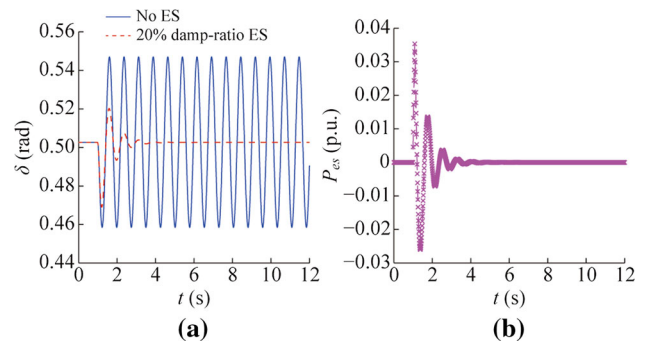 No ES
20% damp-ratio ES
0.56
0.54
0.52
0.50
0.48
0.46
0.44
δ (rad)
0 2 4 6 8 10 12
t (s)
(a)
0.04
0.03
0.02
0.01
0
−0.01
−0.02
−0.03
Pes (p.u.)
0 2 4 6 8 10 12
t (s)
(b)